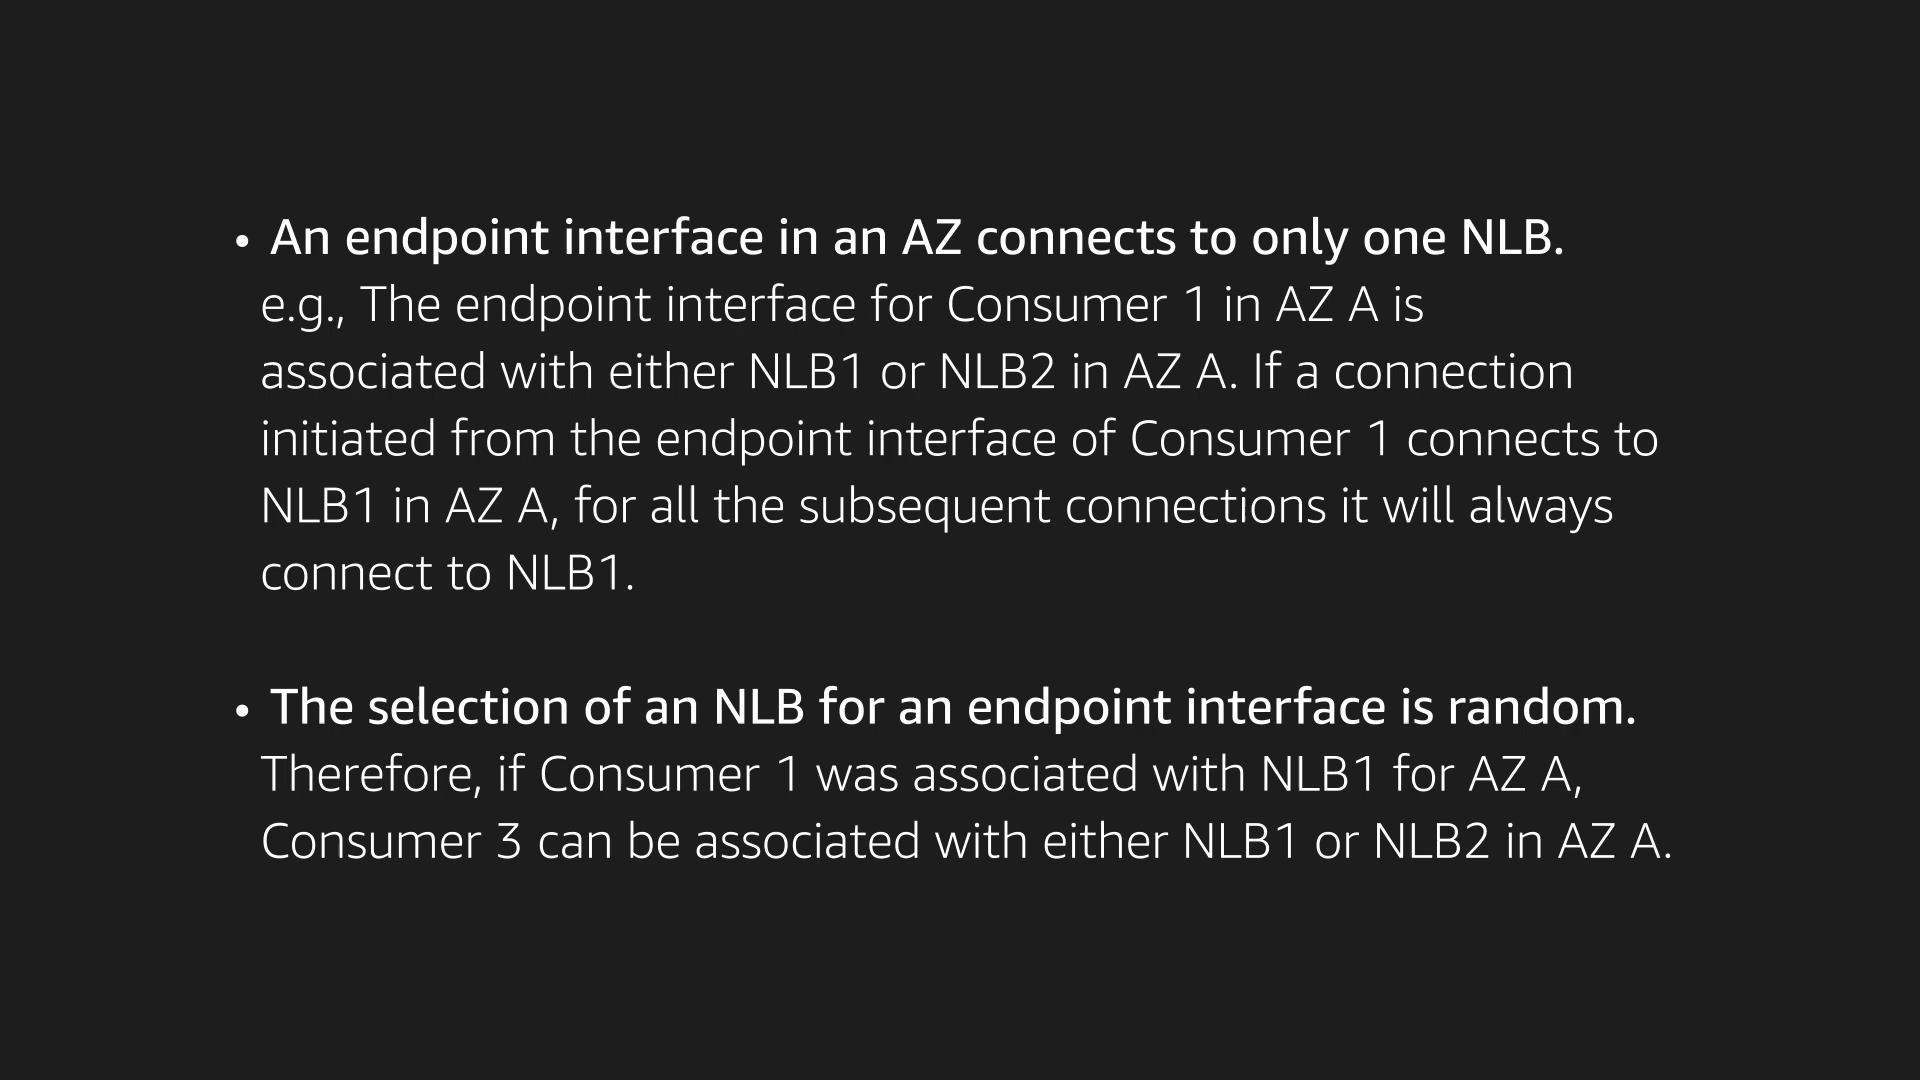 • An endpoint interface in an AZ connects to only one NLB.
e.g., The endpoint interface for Consumer 1 in AZ A is
associated with either NLB1 or NLB2 in AZ A. If a connection
initiated from the endpoint interface of Consumer 1 connects to
NLB1 in AZ A, for all the subsequent connections it will always
connect to NLB1.
• The selection of an NLB for an endpoint interface is random.
Therefore, if Consumer 1 was associated with NLB1 for AZ A,
Consumer 3 can be associated with either NLB1 or NLB2 in AZ A.